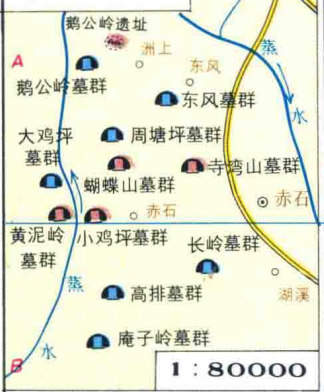 鹅公岭遗址
洲上
蒸
A
东风
鹅公岭墓群
东风墓群
水
大鸡坪
墓群
周塘坪墓群
寺湾山墓群
蝴蝶山墓群
赤石
赤石
黄泥岭
墓群
小鸡坪墓群
长岭墓群
蒸
高排墓群
湖溪
水
庵子岭墓群
B
1:80000